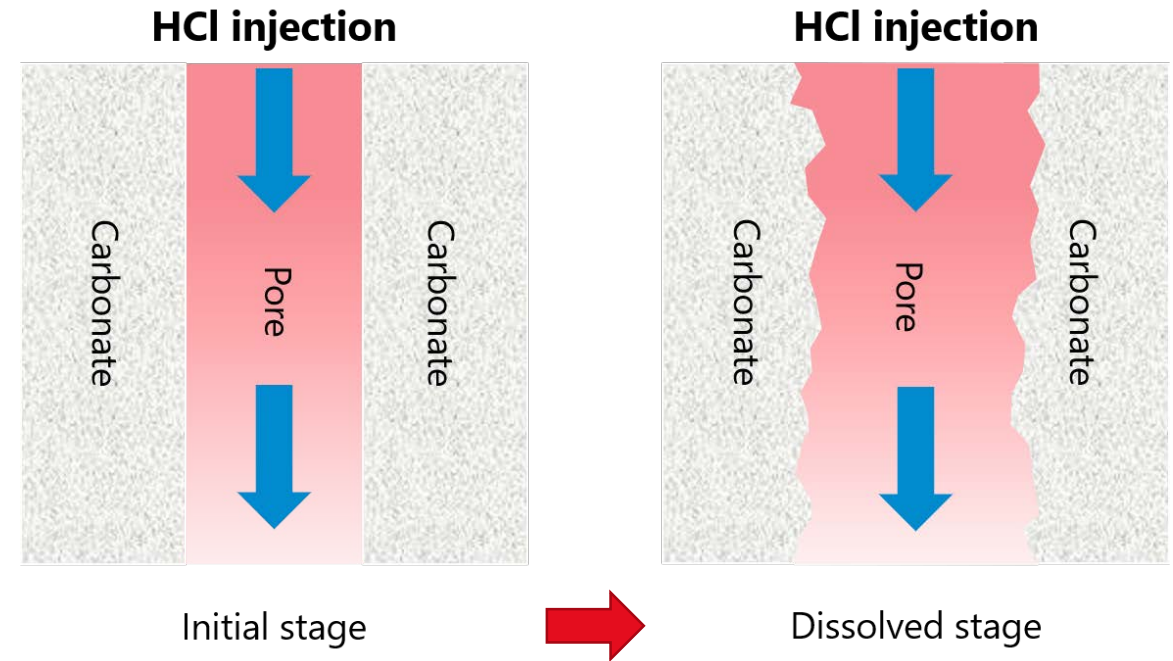 HCl injection
Carbonate
Pore
Carbonate
Initial stage
HCl injection
Carbonate
Pore
Carbonate
Dissolved stage